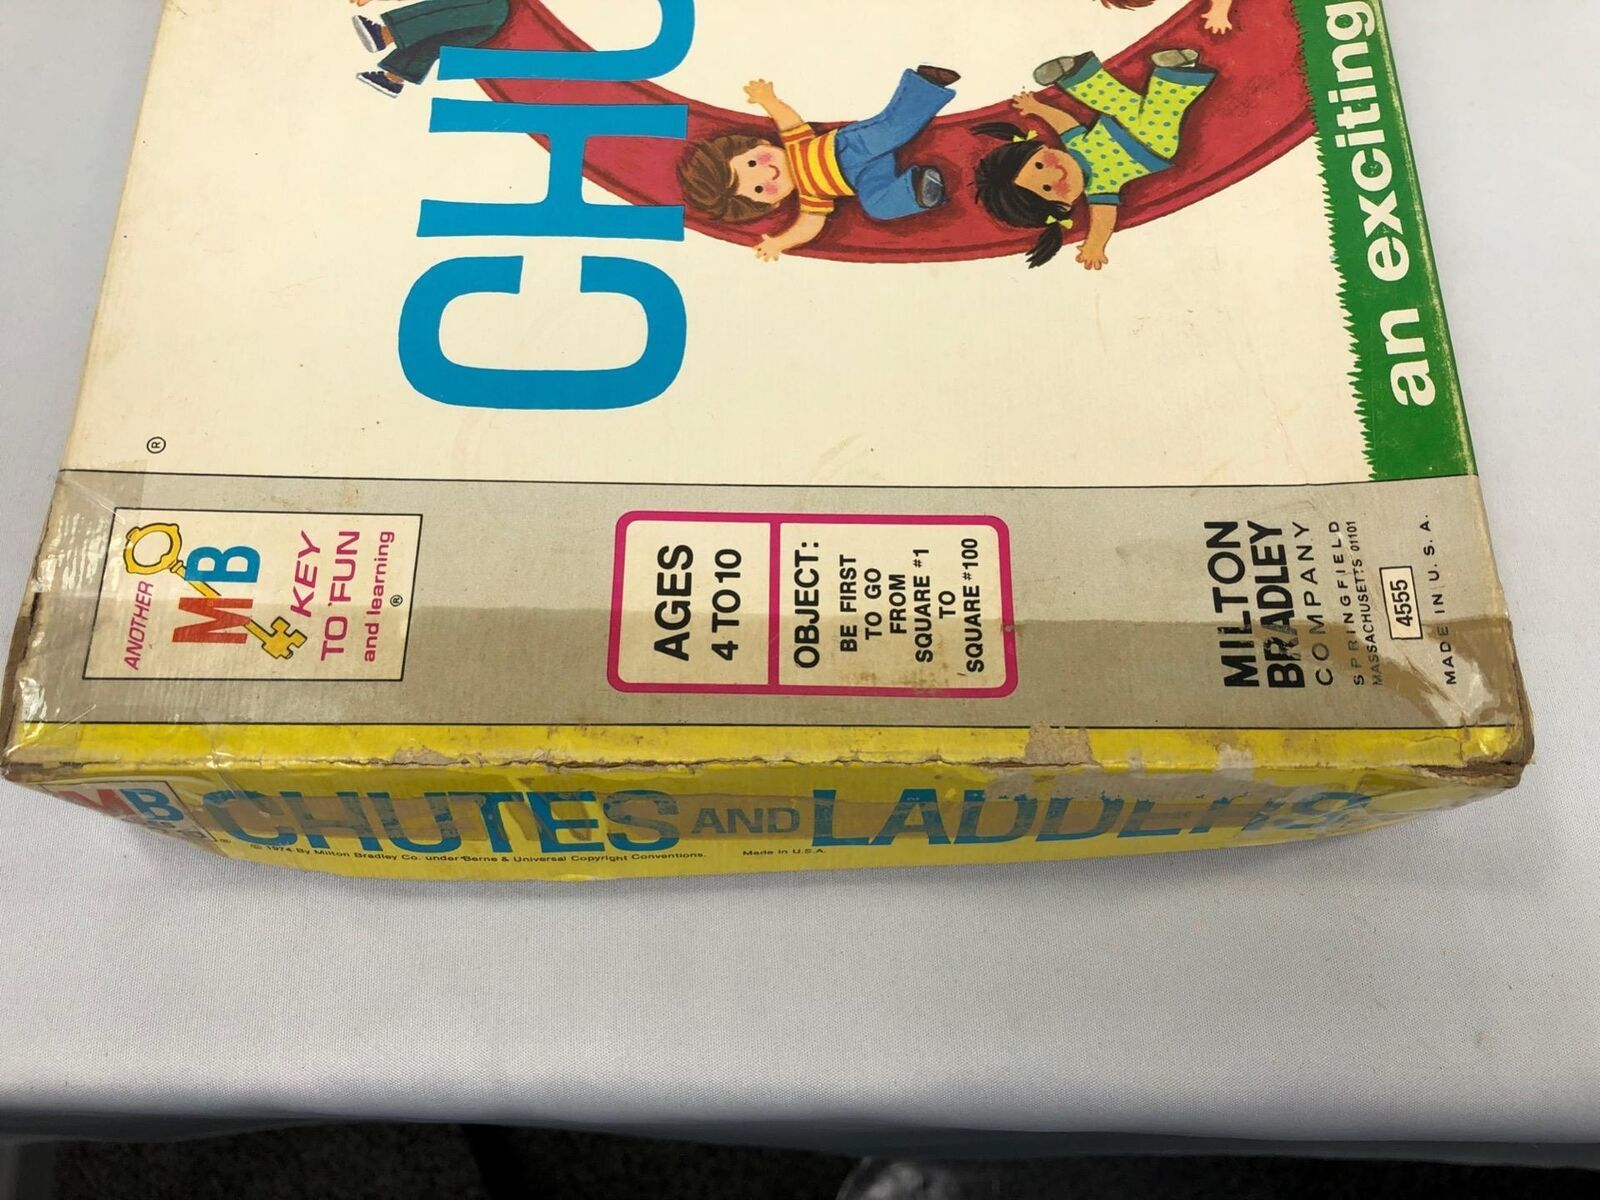 CHU
an exciting
®
ANOTHER
MB
KEY
TO FUN
and learning
®
AGES
4 TO 10
OBJECT:
BE FIRST
TO GO
FROM
SQUARE #1
TO
SQUARE #100
MILTON
BRADLEY
COMPANY
SPRINGFIELD
MASSACHUSETTS 01101
4555
MADE IN U. S. A.
MB
CHUTES AND LADDERS
© 1974 By Milton Bradley Co. under Berne & Universal Copyright Conventions. Made in U.S.A.